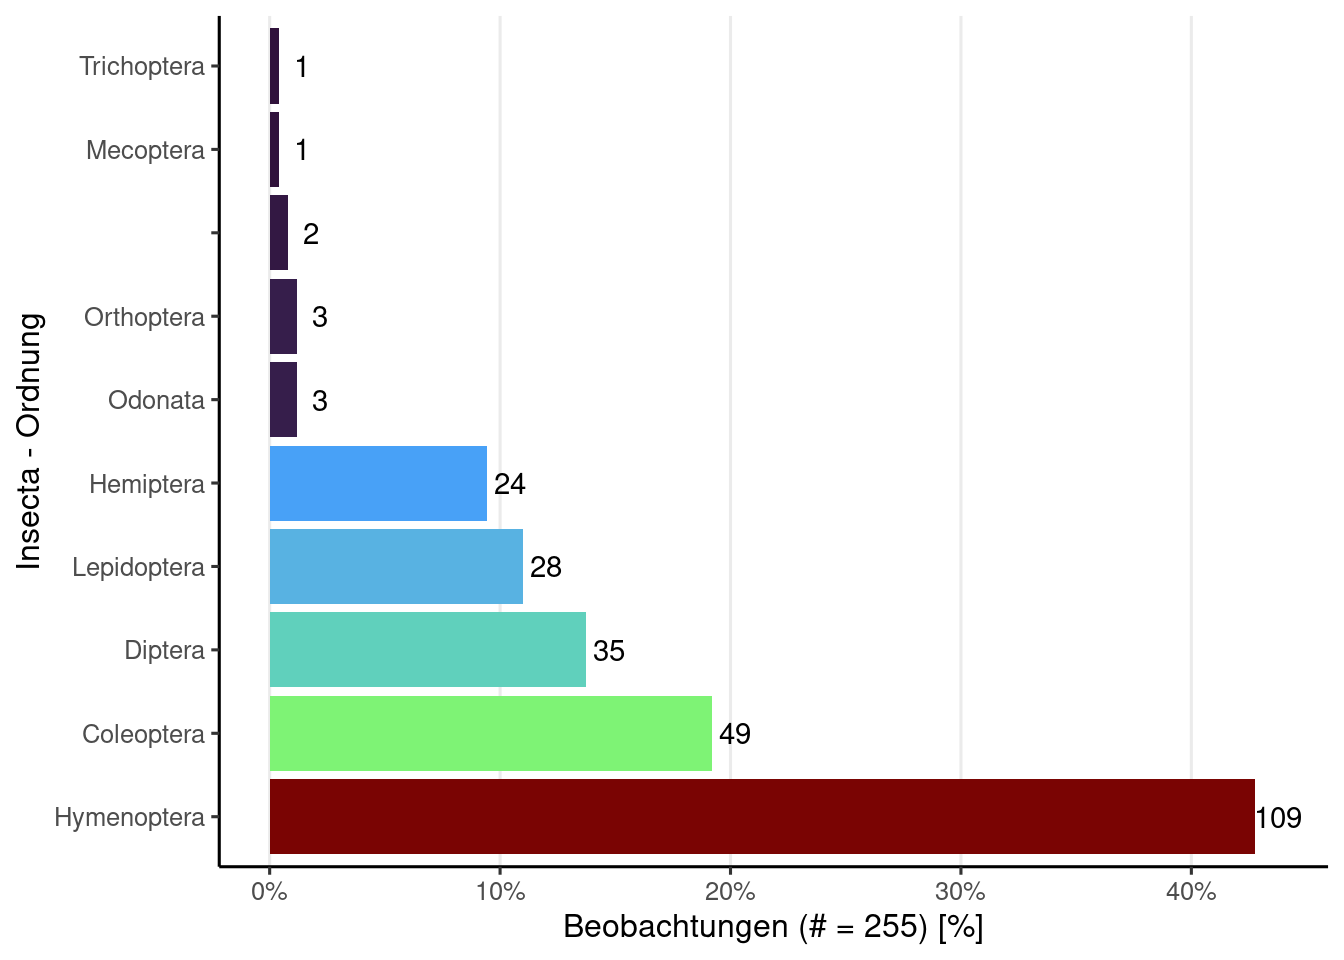 Insecta - Ordnung
Trichoptera 1
Mecoptera 1
2
Orthoptera 3
Odonata 3
Hemiptera 24
Lepidoptera 28
Diptera 35
Coleoptera 49
Hymenoptera 109
0% 10% 20% 30% 40%
Beobachtungen (# = 255) [%]